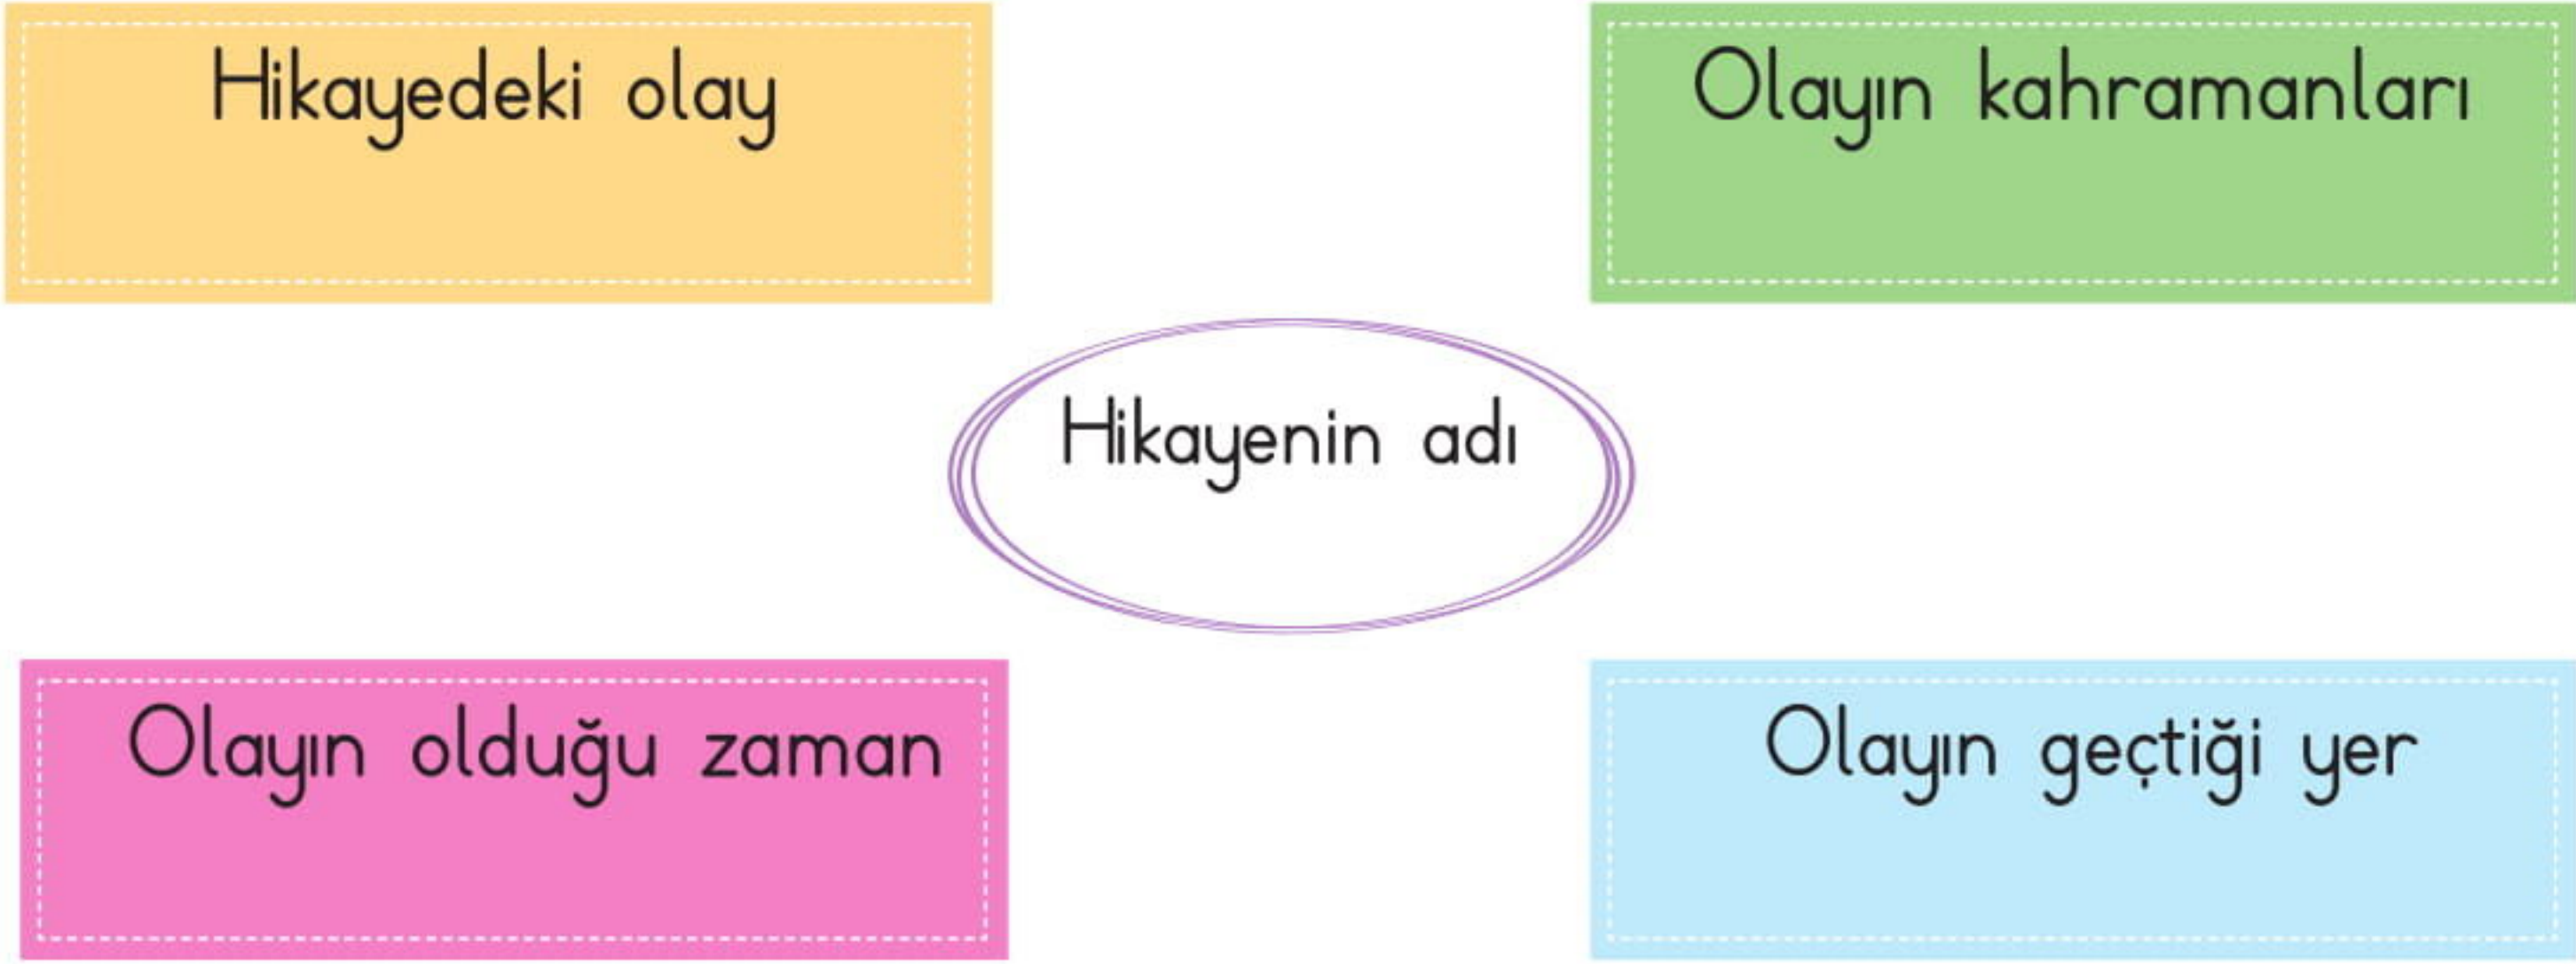 Hikayedeki olay
Olayın kahramanları
Hikayenin adı
Olayın olduğu zaman
Olayın geçtiği yer